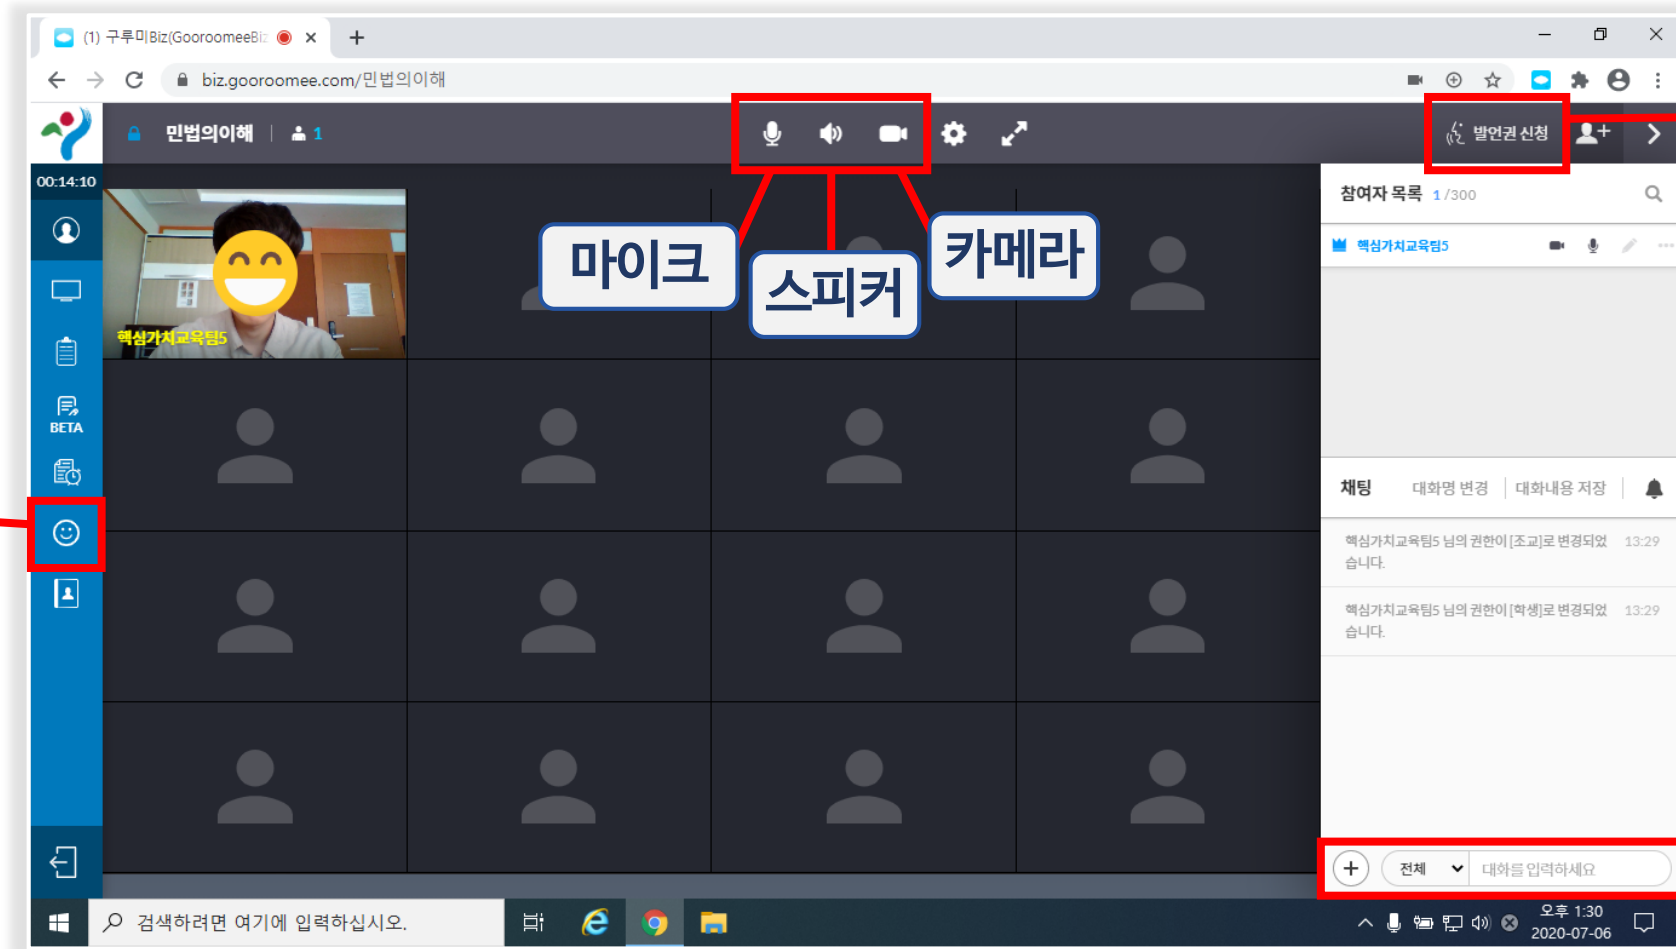 (1) 구루미Biz(GooroomeeBiz
biz.gooroomee.com/민법의이해
민법의이해 1
발언권 신청
00:14:10
참여자 목록 1/300
마이크
스피커
카메라
핵심가치교육팀5
핵심가치교육팀5
BETA
채팅 대화명 변경 대화내용 저장
핵심가치교육팀5 님의 권한이 [조교]로 변경되었 13:29
습니다.
핵심가치교육팀5 님의 권한이 [학생]로 변경되었 13:29
습니다.
전체 대화를 입력하세요
검색하려면 여기에 입력하십시오.
오후 1:30
2020-07-06